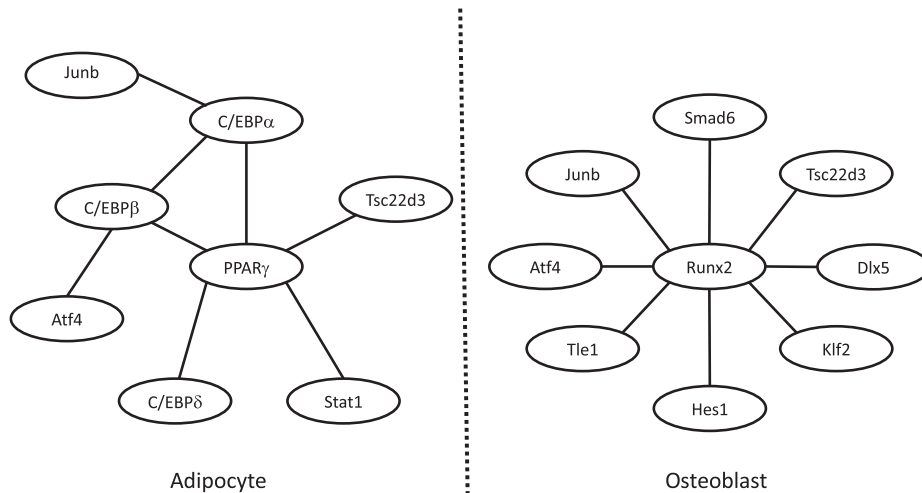 Junb
C/EBPα
C/EBPβ
Tsc22d3
PPARγ
Atf4
C/EBPδ
Stat1
Adipocyte
Smad6
Junb
Tsc22d3
Atf4
Runx2
Dlx5
Tle1
Klf2
Hes1
Osteoblast